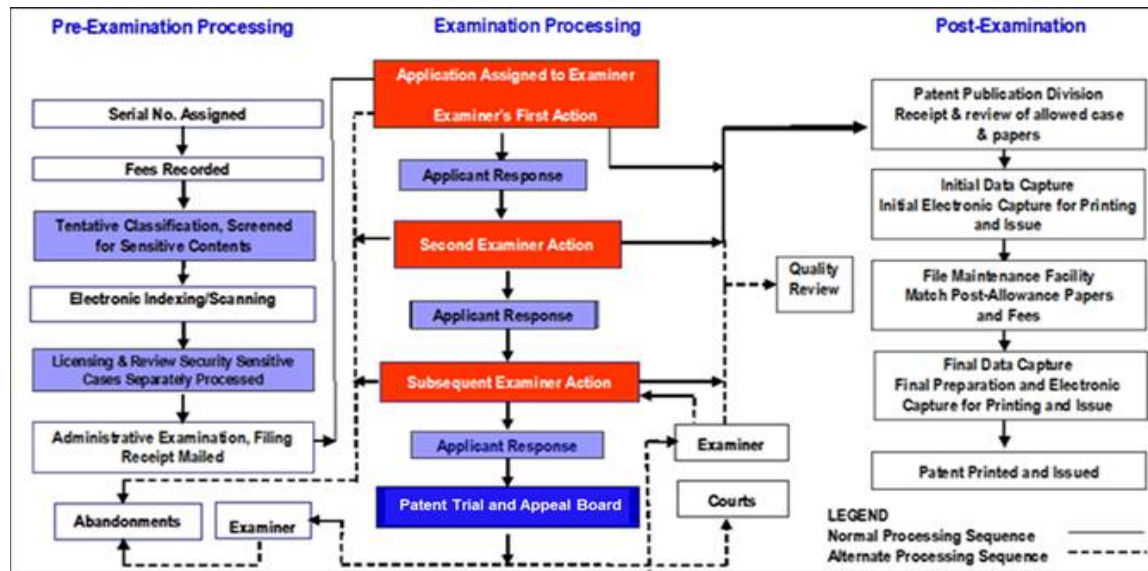 Pre-Examination Processing
Serial No. Assigned
Fees Recorded
Tentative Classification, Screened
for Sensitive Contents
Electronic Indexing/Scanning
Licensing & Review Security Sensitive
Cases Separately Processed
Administrative Examination, Filing
Receipt Mailed
Abandonments
Examiner
Examination Processing
Application Assigned to Examiner
Examiner's First Action
Applicant Response
Second Examiner Action
Applicant Response
Subsequent Examiner Action
Applicant Response
Patent Trial and Appeal Board
Quality
Review
Examiner
Courts
Post-Examination
Patent Publication Division
Receipt & review of allowed case
& papers
Initial Data Capture
Initial Electronic Capture for Printing
and Issue
File Maintenance Facility
Match Post-Allowance Papers
and Fees
Final Data Capture
Final Preparation and Electronic
Capture for Printing and Issue
Patent Printed and Issued
LEGEND
Normal Processing Sequence
Alternate Processing Sequence